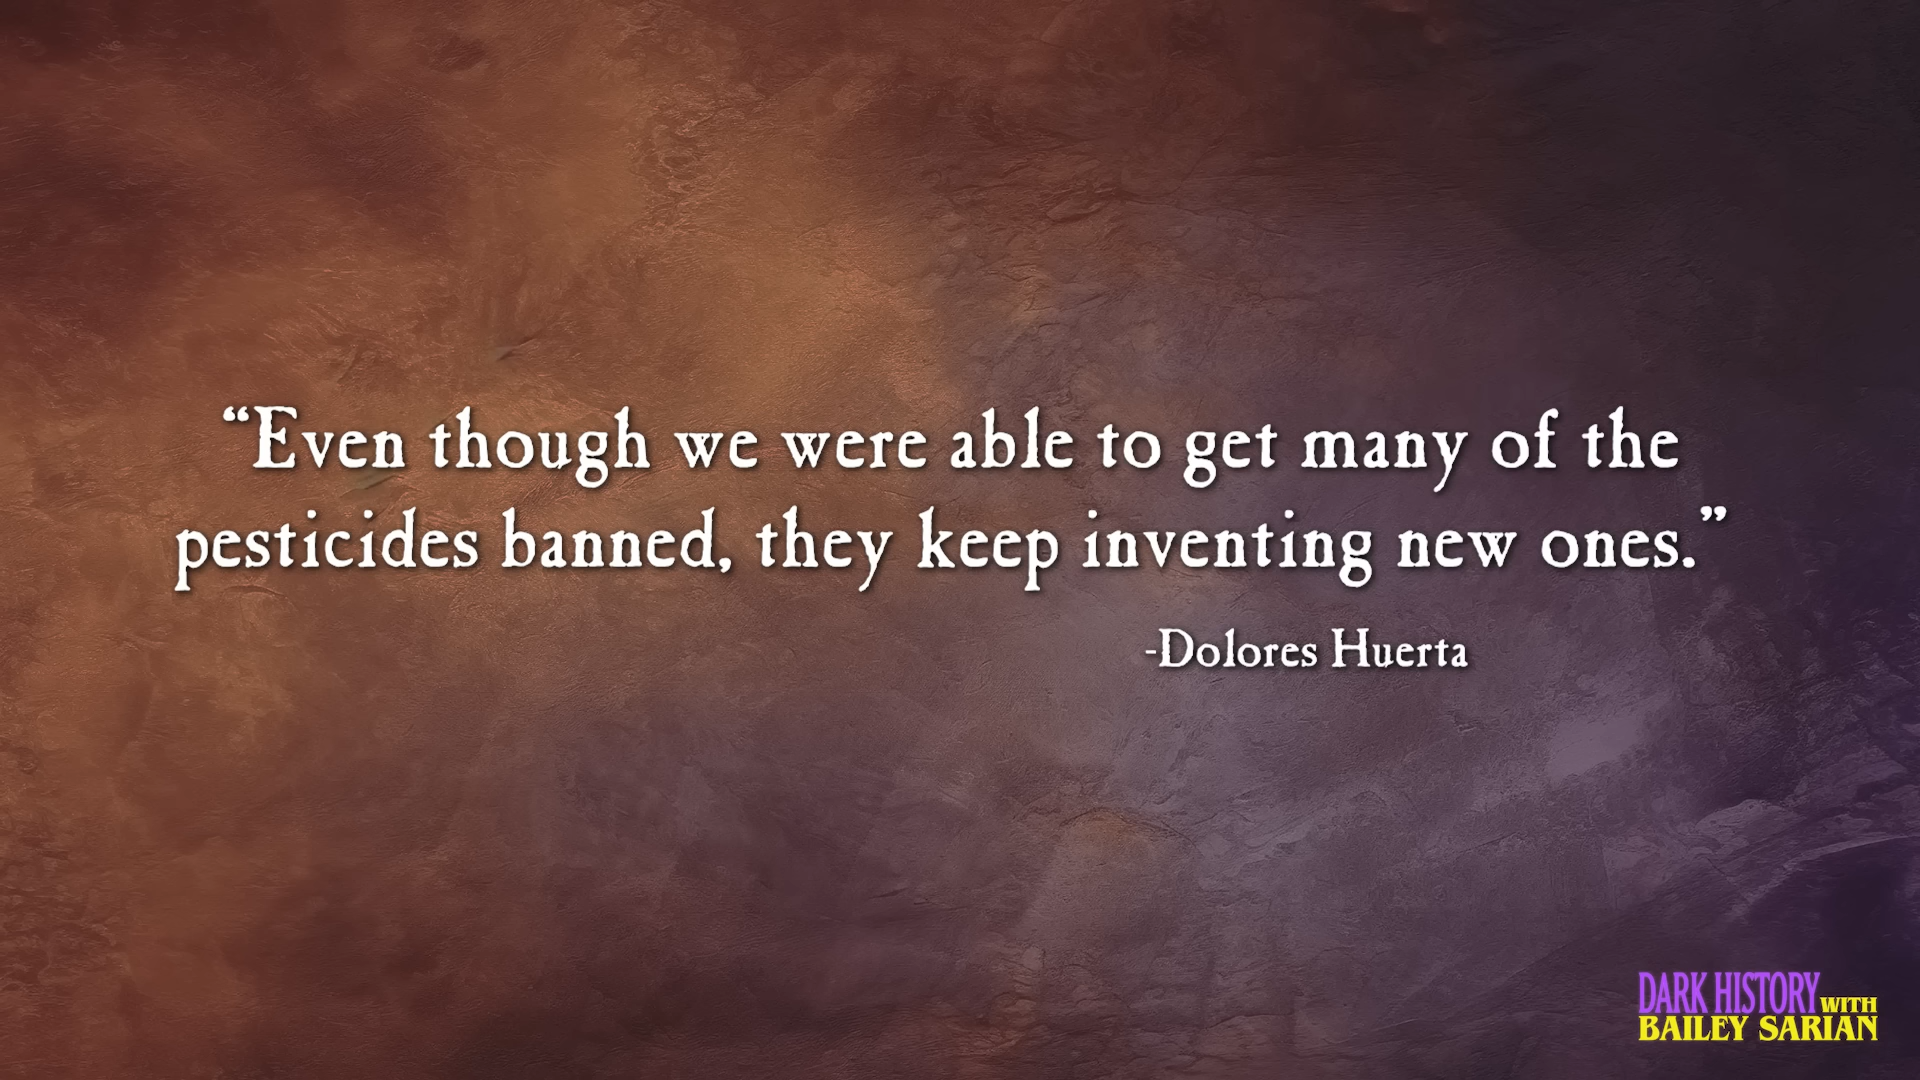 “Even though we were able to get many of the
pesticides banned, they keep inventing new ones.”
-Dolores Huerta
DARK HISTORY WITH
BAILEY SARIAN